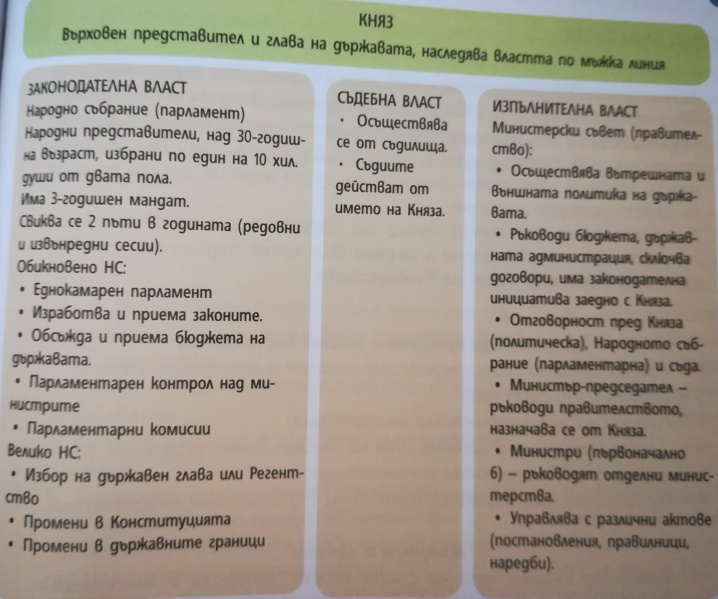 КНЯЗ
Върховен представител и глава на държавата, наследява властта по мъжка линия
ЗАКОНОДАТЕЛНА ВЛАСТ
Народно събрание (парламент)
Народни представители, над 30-годиш-
на възраст, избрани по един на 10 хил.
души от двата пола.
Има 3-годишен мандат.
Свиква се 2 пъти в годината (редовни
и извънредни сесии).
Обикновено НС:
• Еднокамарен парламент
• Изработва и приема законите.
• Обсъжда и приема бюджета на
държавата.
• Парламентарен контрол над ми-
нистрите
• Парламентарни комисии
Велико НС:
• Избор на държавен глава или Регент-
ство
• Промени в Конституцията
• Промени в държавните граници
СЪДЕБНА ВЛАСТ
• Осъществява
се от съдилища.
• Съдиите
действат от
името на Княза.
ИЗПЪЛНИТЕЛНА ВЛАСТ
Министерски съвет (правител-
ство):
• Осъществява вътрешната и
външната политика на държа-
вата.
• Ръководи бюджета, държав-
ната администрация, сключва
договори, има законодателна
инициатива заедно с Княза.
• Отговорност пред Княза
(политическа), Народното съб-
рание (парламентарна) и съда.
• Министър-председател –
ръководи правителството,
назначава се от Княза.
• Министри (първоначално
6) – ръководят отделни минис-
терства.
• Управлява с различни актове
(постановления, правилници,
наредби).